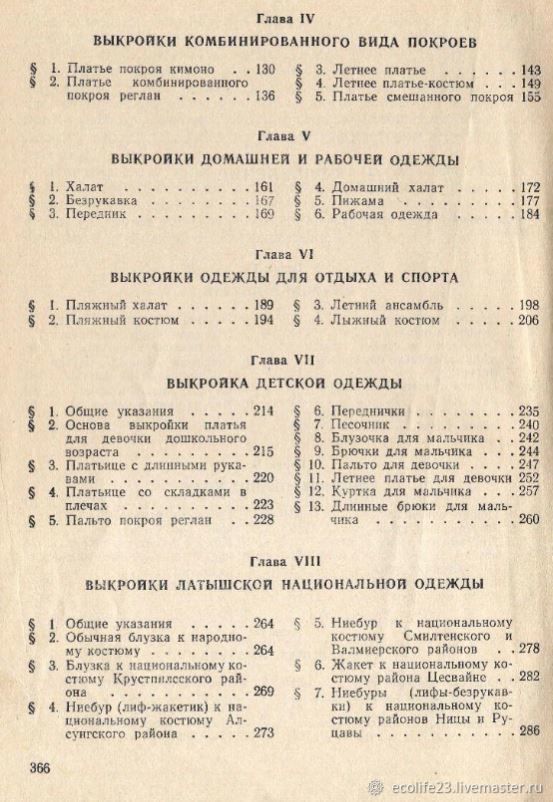 Глава IV
ВЫКРОЙКИ КОМБИНИРОВАННОГО ВИДА ПОКРОЕВ
§ 1. Платье покроя кимоно . . 130
§ 2. Платье комбинированного
покроя реглан . . . . . . 136
§ 3. Летнее платье . . . . . . 143
§ 4. Летнее платье-костюм . . 149
§ 5. Платье смешанного покроя 155
Глава V
ВЫКРОЙКИ ДОМАШНЕЙ И РАБОЧЕЙ ОДЕЖДЫ
§ 1. Халат . . . . . . . . . 161
§ 2. Безрукавка . . . . . . . 167
§ 3. Передник . . . . . . . . 169
§ 4. Домашний халат . . . . . 172
§ 5. Пижама . . . . . . . . . 177
§ 6. Рабочая одежда . . . . . 184
Глава VI
ВЫКРОЙКИ ОДЕЖДЫ ДЛЯ ОТДЫХА И СПОРТА
§ 1. Пляжный халат . . . . . . 189
§ 2. Пляжный костюм . . . . . 194
§ 3. Летний ансамбль . . . . . 198
§ 4. Лыжный костюм . . . . . . 206
Глава VII
ВЫКРОЙКА ДЕТСКОЙ ОДЕЖДЫ
§ 1. Общие указания . . . . . 214
§ 2. Основа выкройки платья
для девочки дошкольного
возраста . . . . . . . . 215
§ 3. Платьице с длинными рука-
вами . . . . . . . . . . 220
§ 4. Платьице со складками в
плечах . . . . . . . . . 223
§ 5. Пальто покроя реглан . . 228
§ 6. Переднички . . . . . . . 235
§ 7. Песочник . . . . . . . . 240
§ 8. Блузочка для мальчика . . 242
§ 9. Брючки для мальчика . . . 244
§ 10. Пальто для девочки . . . 247
§ 11. Летнее платье для девочки 252
§ 12. Куртка для мальчика . . . 257
§ 13. Длинные брюки для маль-
чика . . . . . . . . . . 260
Глава VIII
ВЫКРОЙКИ ЛАТЫШСКОЙ НАЦИОНАЛЬНОЙ ОДЕЖДЫ
§ 1 Общие указания . . . . . 264
§ 2. Обычная блузка к народно-
му костюму . . . . . . . 264
§ 3. Блузка к национальному ко-
стюму Крустпилсского рай-
она . . . . . . . . . . . 269
§ 4. Ниебур (лиф-жакетик) к на-
циональному костюму Ал-
сунгского района . . . . 273
§ 5. Ниебур к национальному
костюму Смилтенского и
Валмиерского районов . . 278
§ 6. Жакет к национальному ко-
стюму района Цесвайне . . 282
§ 7. Ниебуры (лифы-безрукав-
ки) к национальному ко-
стюму районов Ницы и Ру-
цавы . . . . . . . . . . 286
366
ecolife23.livemaster.ru